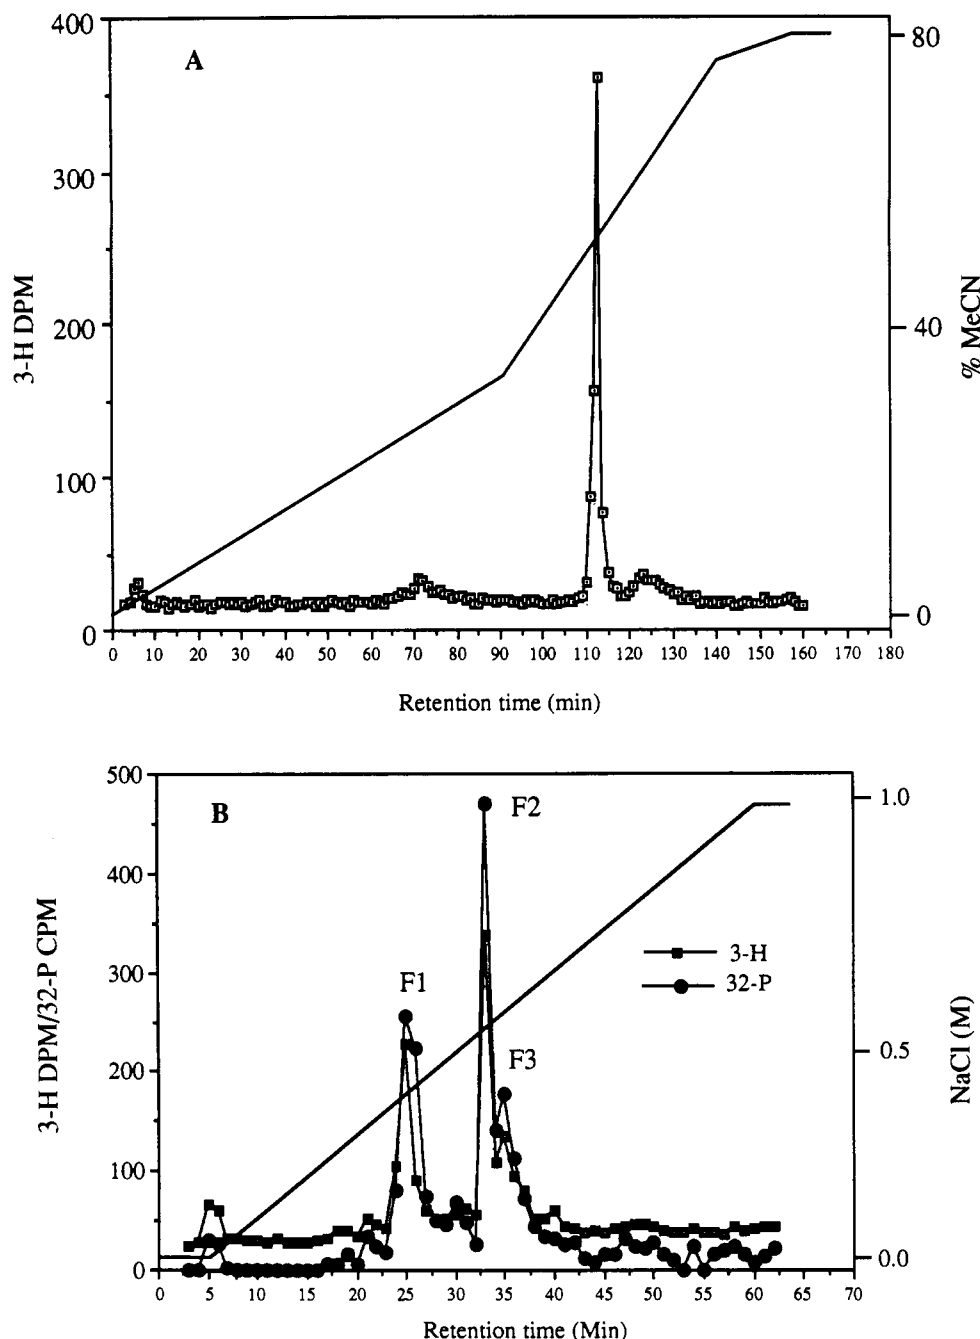 A
400
300
200
100
0
3-H DPM
80
40
0
% MeCN
0 10 20 30 40 50 60 70 80 90 100 110 120 130 140 150 160 170 180
Retention time (min)
B
500
400
300
200
100
0
3-H DPM/32-P CPM
F1
F2
F3
3-H
32-P
1.0
0.5
0.0
NaCl (M)
0 5 10 15 20 25 30 35 40 45 50 55 60 65 70
Retention time (Min)